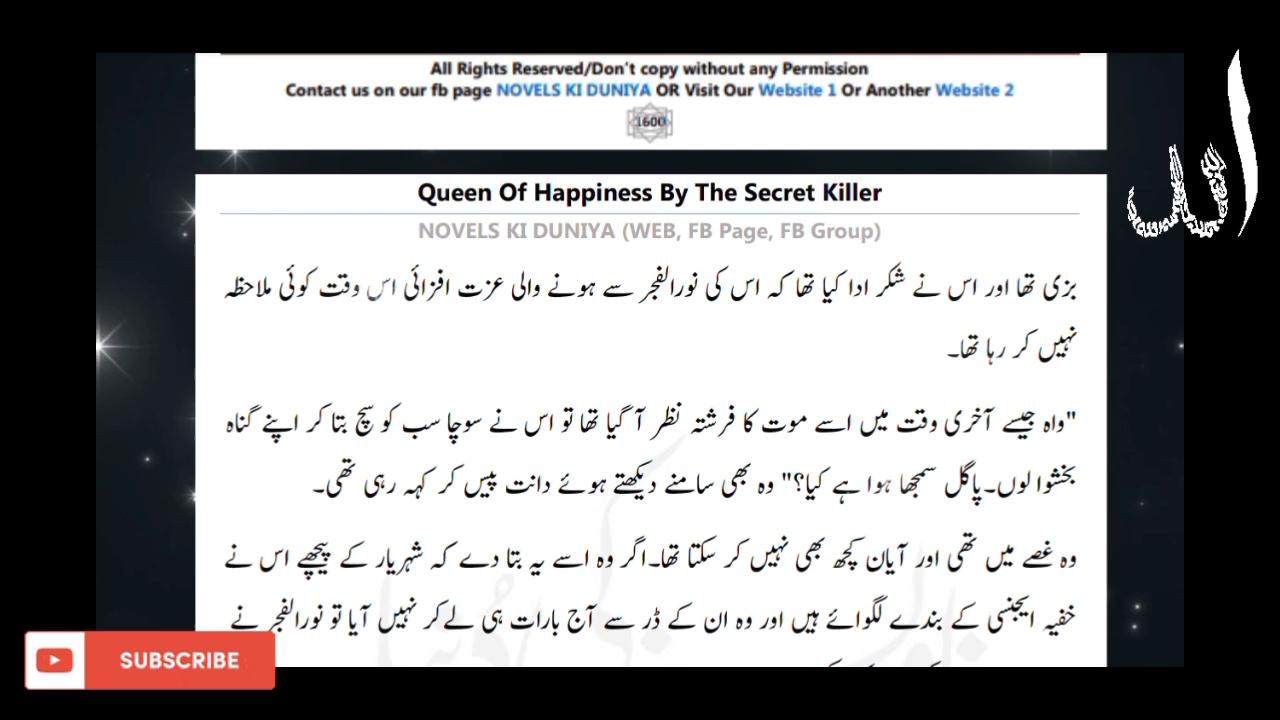 All Rights Reserved/Don't copy without any Permission
Contact us on our fb page NOVELS KI DUNIYA OR Visit Our Website 1 Or Another Website 2
1600
Queen Of Happiness By The Secret Killer
NOVELS KI DUNIYA (WEB, FB Page, FB Group)
الله
بزی تھا اور اس نے شکر ادا کیا تھا کہ اس کی نورالفجر سے ہونے والی عزت افزائی اس وقت کوئی ملاحظہ
نہیں کر رہا تھا۔
"واہ جیسے آخری وقت میں اسے موت کا فرشتہ نظر آ گیا تھا تو اس نے سوچا سب کو سچ بتا کر اپنے گناہ
بخشوا لوں۔پاگل سمجھا ہوا ہے کیا؟" وہ بھی سامنے دیکھتے ہوئے دانت پیس کر کہہ رہی تھی۔
وہ غصے میں تھی اور آیان کچھ بھی نہیں کر سکتا تھا۔اگر وہ اسے یہ بتا دے کہ شہریار کے پیچھے اس نے
خفیہ ایجنسی کے بندے لگوائے ہیں اور وہ ان کے ڈر سے آج بارات ہی لےکر نہیں آیا تو نورالفجر نے
SUBSCRIBE